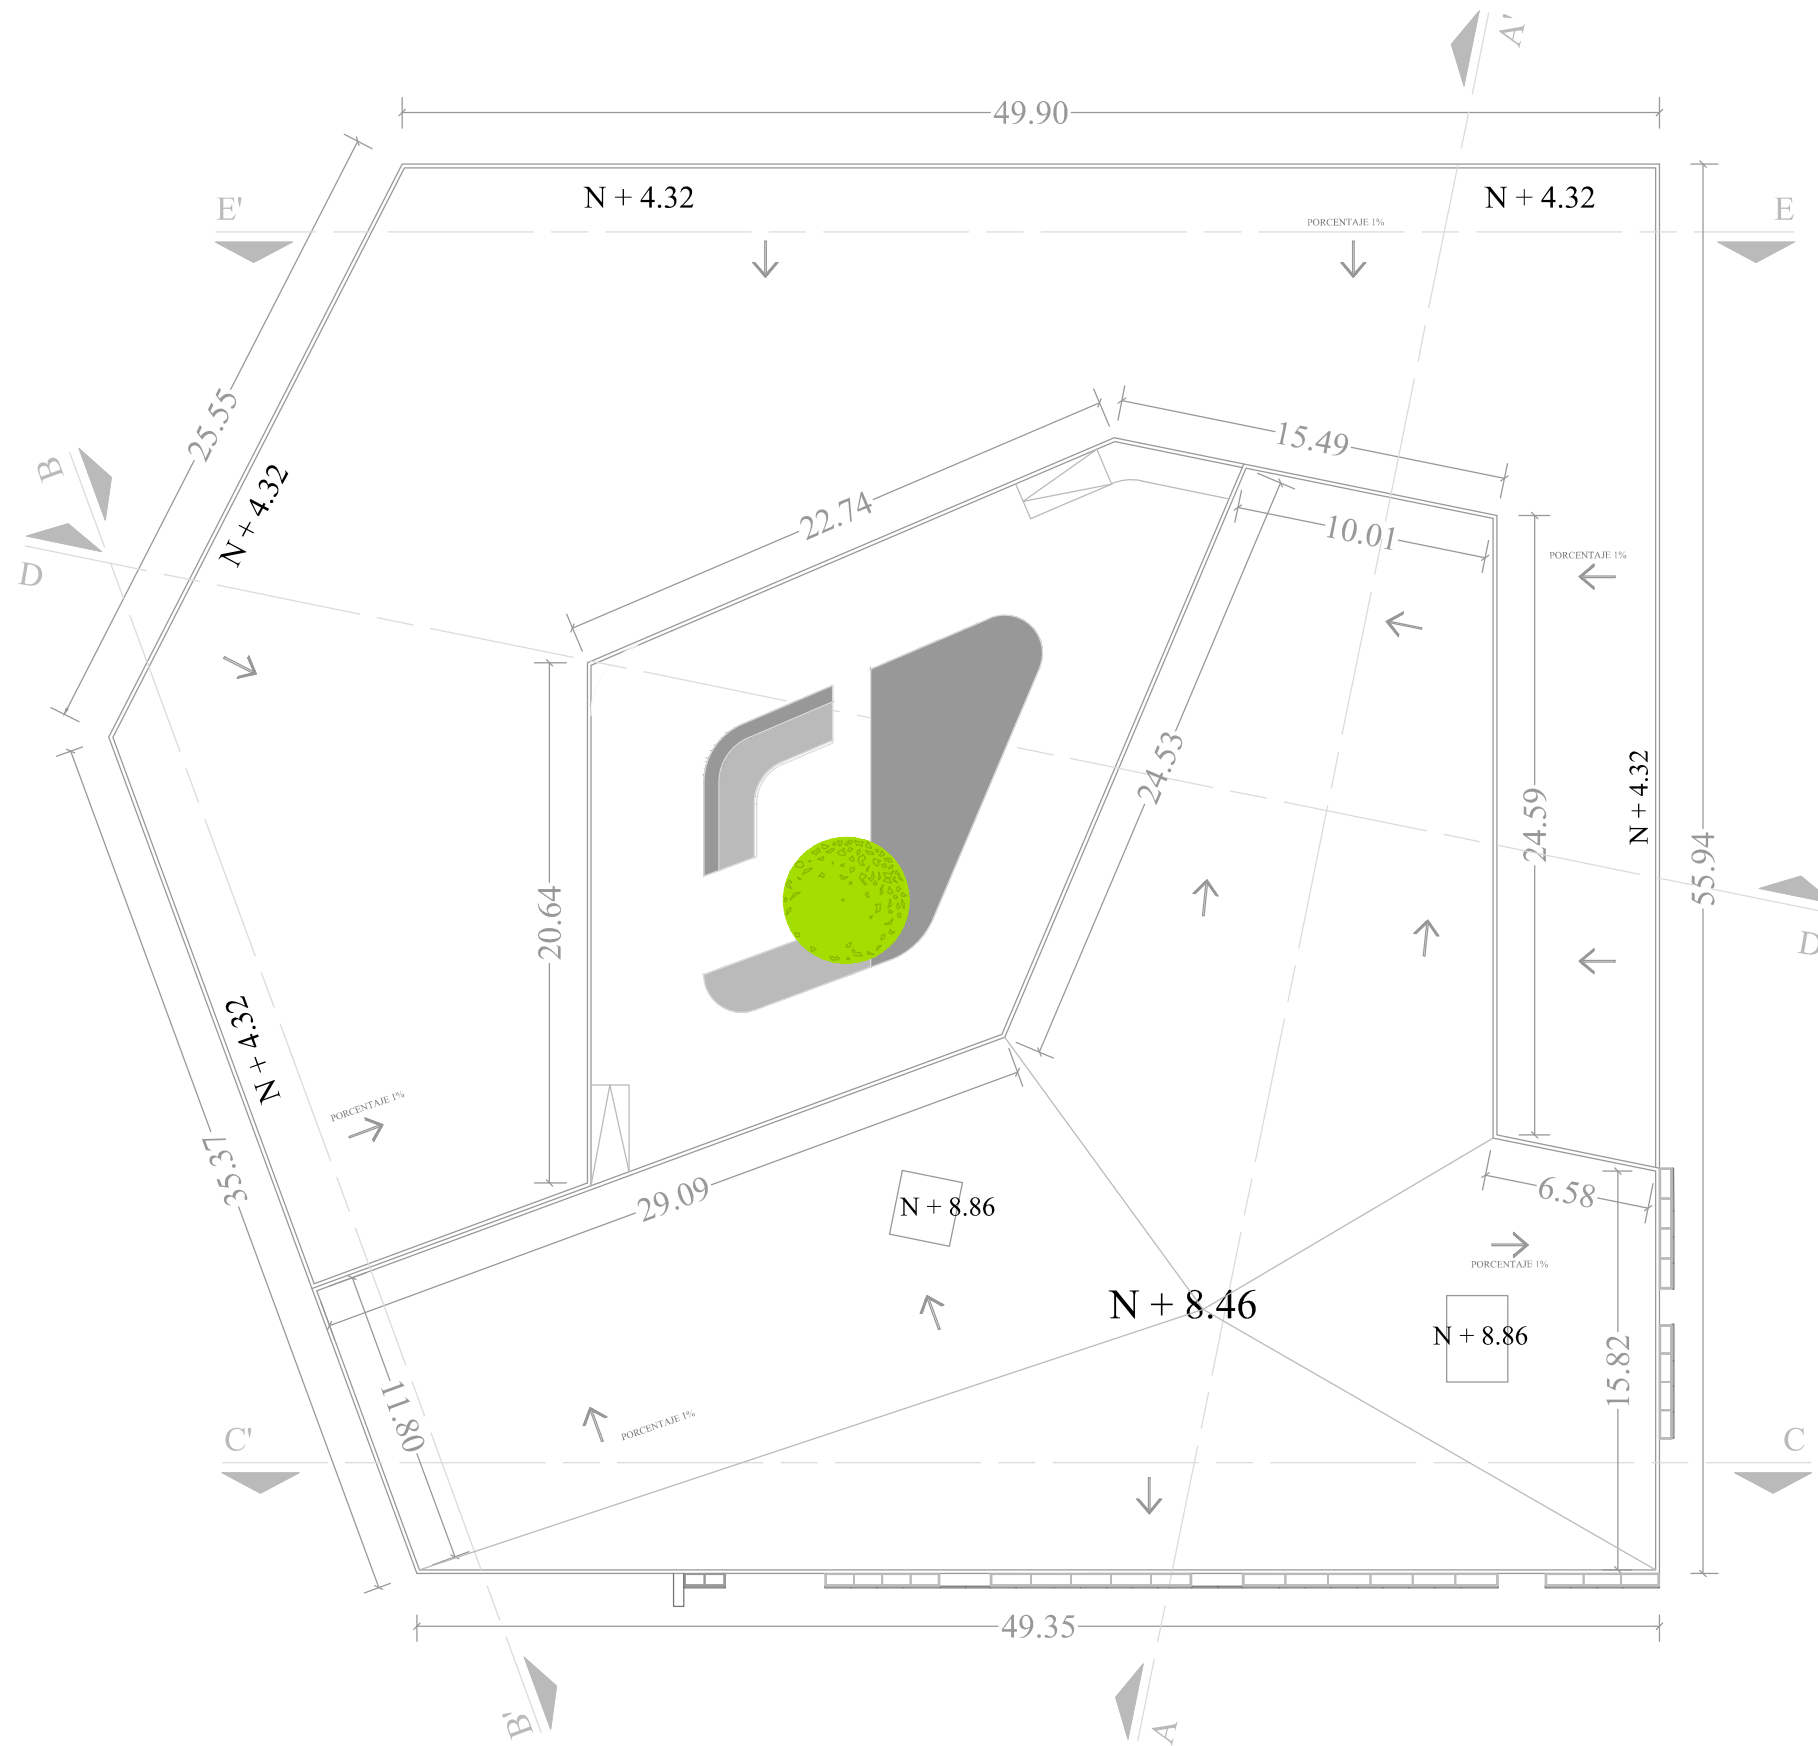 A'
49.90
N + 4.32
N + 4.32
E'
PORCENTAJE 1%
E
25.55
15.49
B
N + 4.32
22.74
10.01
PORCENTAJE 1%
D
24.53
N + 4.32
24.59
55.94
20.64
D
N + 4.32
PORCENTAJE 1%
35.37
29.09
N + 8.86
6.58
PORCENTAJE 1%
N + 8.46
N + 8.86
15.82
11.80
PORCENTAJE 1%
C'
C
49.35
B'
A